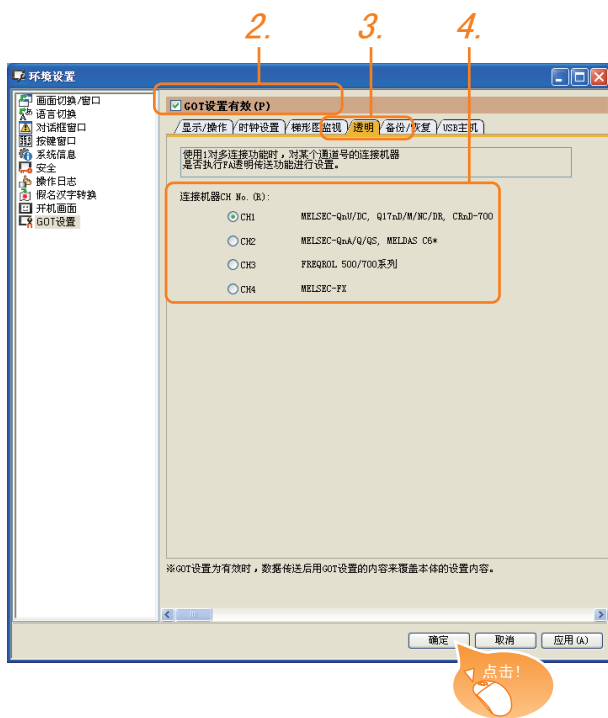 2. 3. 4.
环境设置
画面切换/窗口
语言切换
对话框窗口
按键窗口
系统信息
安全
操作日志
假名汉字转换
开机画面
GOT设置
GOT设置有效(P)
显示/操作 时钟设置 梯形图监视 透明 备份/恢复 USB主机
使用1对多连接功能时，对某个通道号的连接机器
是否执行FA透明传送功能进行设置。
连接机器CH No.(R):
CH1 MELSEC-QnU/DC, Q17nD/M/NC/DR, CRnD-700
CH2 MELSEC-QnA/Q/QS, MELDAS C6*
CH3 FREQROL 500/700系列
CH4 MELSEC-FX
※GOT设置为有效时，数据传送后用GOT设置的内容来覆盖本体的设置内容。
确定 取消 应用(A)
点击!